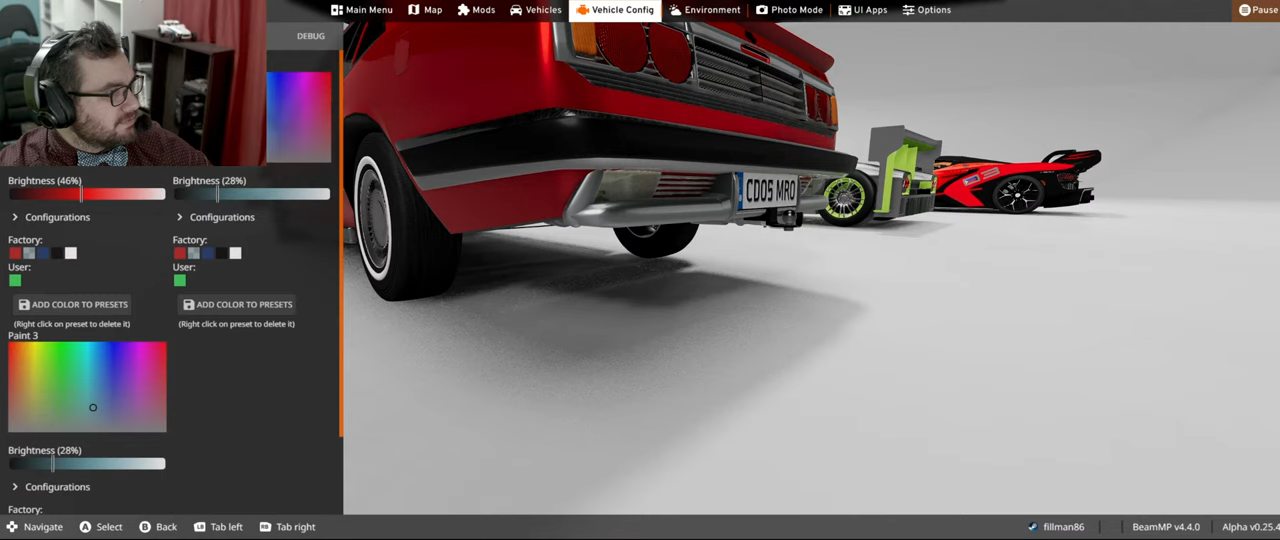 Main Menu
Map
Mods
Vehicles
Vehicle Config
Environment
Photo Mode
UI Apps
Options
Pause
DEBUG
Brightness (46%)
Brightness (28%)
Configurations
Configurations
Factory:
Factory:
User:
User:
ADD COLOR TO PRESETS
ADD COLOR TO PRESETS
(Right click on preset to delete it)
(Right click on preset to delete it)
Paint 3
Brightness (28%)
Configurations
Factory:
CD05 MRO
Navigate
A Select
B Back
LB Tab left
RB Tab right
fillman86
BeamMP v4.4.0
Alpha v0.25.4